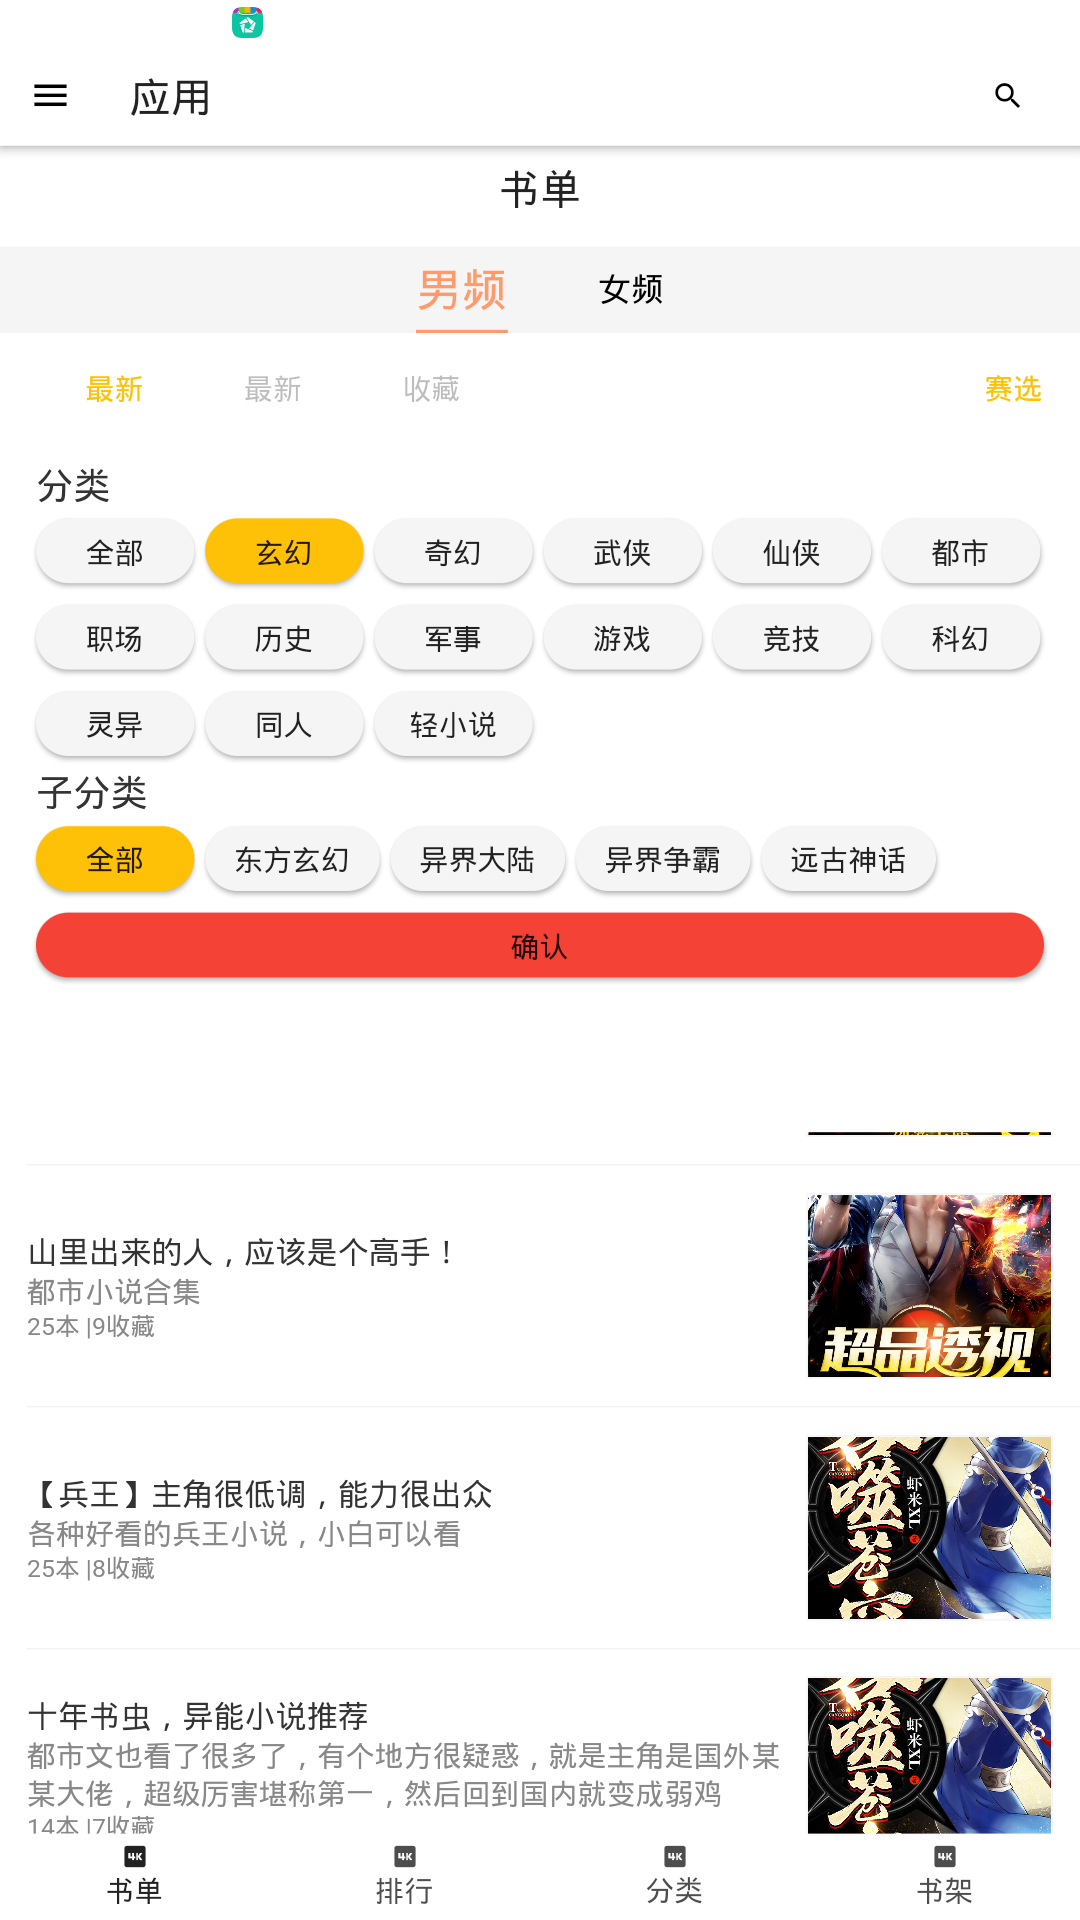 应用
书单
男频 女频
最新 最新 收藏 赛选
分类
全部 玄幻 奇幻 武侠 仙侠 都市
职场 历史 军事 游戏 竞技 科幻
灵异 同人 轻小说
子分类
全部 东方玄幻 异界大陆 异界争霸 远古神话
确认
山里出来的人，应该是个高手！
都市小说合集
25本 |9收藏
超品透视
【兵王】主角很低调，能力很出众
各种好看的兵王小说，小白可以看
25本 |8收藏
噬苍
虾米XL
十年书虫，异能小说推荐
都市文也看了很多了，有个地方很疑惑，就是主角是国外某
某大佬，超级厉害堪称第一，然后回到国内就变成弱鸡
14本 |7收藏
噬苍
虾米XL
4K 4K 4K 4K
书单 排行 分类 书架